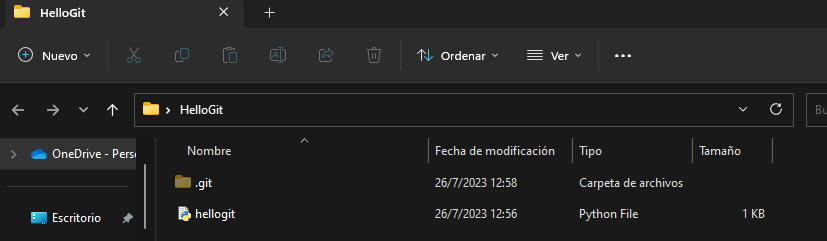 HelloGit
Nuevo
Ordenar
Ver
HelloGit
Bu
OneDrive - Perso
Nombre
Fecha de modificación
Tipo
Tamaño
.git
26/7/2023 12:58
Carpeta de archivos
Escritorio
hellogit
26/7/2023 12:56
Python File
1 KB